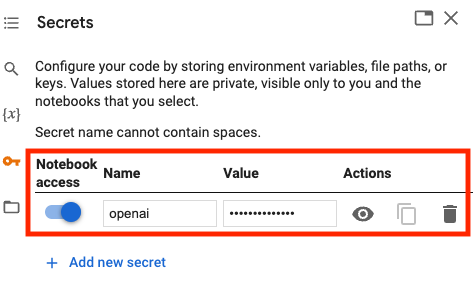 Secrets
Configure your code by storing environment variables, file paths, or
keys. Values stored here are private, visible only to you and the
notebooks that you select.
Secret name cannot contain spaces.
Notebook access Name Value Actions
openai ••••••••••••••
+ Add new secret
{x}